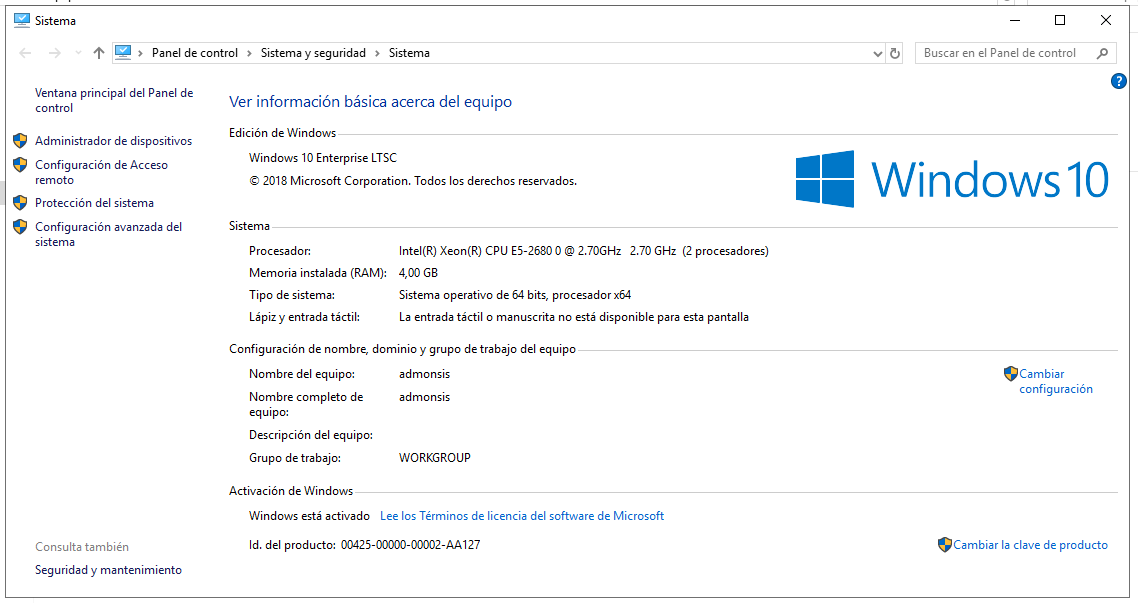 Sistema
Panel de control > Sistema y seguridad > Sistema
Buscar en el Panel de control
?
Ventana principal del Panel de
control
Administrador de dispositivos
Configuración de Acceso
remoto
Protección del sistema
Configuración avanzada del
sistema
Consulta también
Seguridad y mantenimiento
Ver información básica acerca del equipo
Edición de Windows
Windows 10 Enterprise LTSC
© 2018 Microsoft Corporation. Todos los derechos reservados.
Windows 10
Sistema
Procesador: Intel(R) Xeon(R) CPU E5-2680 0 @ 2.70GHz 2.70 GHz (2 procesadores)
Memoria instalada (RAM): 4,00 GB
Tipo de sistema: Sistema operativo de 64 bits, procesador x64
Lápiz y entrada táctil: La entrada táctil o manuscrita no está disponible para esta pantalla
Configuración de nombre, dominio y grupo de trabajo del equipo
Nombre del equipo: admonsis
Cambiar
configuración
Nombre completo de admonsis
equipo:
Descripción del equipo:
Grupo de trabajo: WORKGROUP
Activación de Windows
Windows está activado Lee los Términos de licencia del software de Microsoft
Id. del producto: 00425-00000-00002-AA127
Cambiar la clave de producto